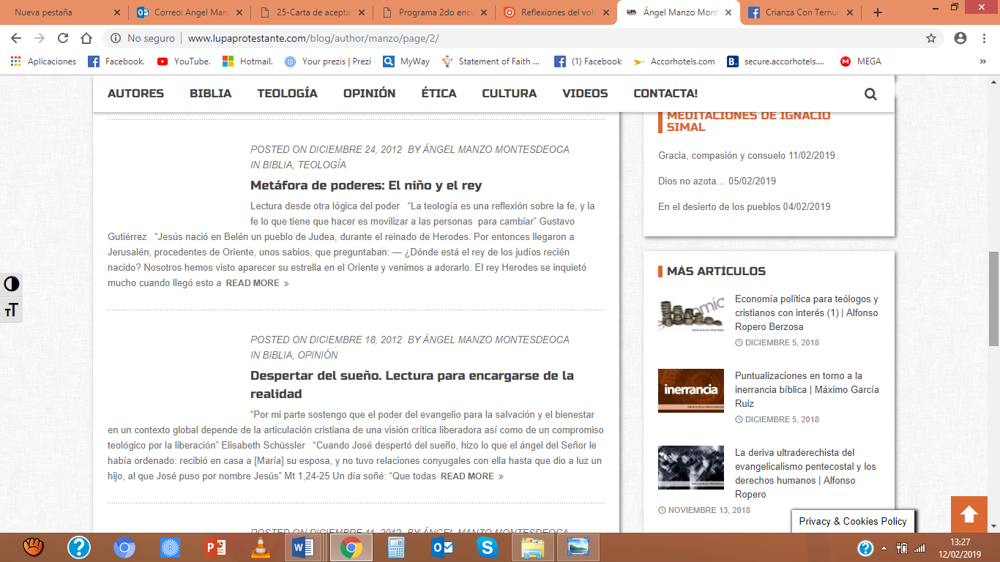 Nueva pestaña
Correo: Angel Manz
25-Carta de acepta
Programa 2do enc
Reflexiones del vol
Ángel Manzo Mont
Crianza Con Ternur
No seguro | www.lupaprotestante.com/blog/author/manzo/page/2/
Aplicaciones Facebook. YouTube. Hotmail. Your prezis | Prezi MyWay Statement of Faith ... (1) Facebook Accorhotels.com secure.accorhotels.... MEGA »
AUTORES BIBLIA TEOLOGÍA OPINIÓN ÉTICA CULTURA VIDEOS CONTACTA!
POSTED ON DICIEMBRE 24, 2012 BY ÁNGEL MANZO MONTESDEOCA
IN BIBLIA, TEOLOGÍA
Metáfora de poderes: El niño y el rey
Lectura desde otra lógica del poder “La teología es una reflexión sobre la fe, y la
fe lo que tiene que hacer es movilizar a las personas para cambiar” Gustavo
Gutiérrez “Jesús nació en Belén un pueblo de Judea, durante el reinado de Herodes. Por entonces llegaron a
Jerusalén, procedentes de Oriente, unos sabios, que preguntaban: — ¿Dónde está el rey de los judíos recién
nacido? Nosotros hemos visto aparecer su estrella en el Oriente y venimos a adorarlo. El rey Herodes se inquietó
mucho cuando llegó esto a READ MORE »
POSTED ON DICIEMBRE 18, 2012 BY ÁNGEL MANZO MONTESDEOCA
IN BIBLIA, OPINIÓN
Despertar del sueño. Lectura para encargarse de la
realidad
“Por mi parte sostengo que el poder del evangelio para la salvación y el bienestar
en un contexto global depende de la articulación cristiana de una visión crítica liberadora así como de un compromiso
teológico por la liberación” Elisabeth Schüssler “Cuando José despertó del sueño, hizo lo que el ángel del Señor le
había ordenado: recibió en casa a [María] su esposa, y no tuvo relaciones conyugales con ella hasta que dio a luz un
hijo, al que José puso por nombre Jesús” Mt 1,24-25 Un día soñé: “Que todas READ MORE »
POSTED ON DICIEMBRE 11, 2012 BY ÁNGEL MANZO MONTESDEOCA
MEDITACIONES DE IGNACIO
SIMAL
Gracia, compasión y consuelo 11/02/2019
Dios no azota… 05/02/2019
En el desierto de los pueblos 04/02/2019
MÁS ARTÍCULOS
Economía política para teólogos y
cristianos con interés (1) | Alfonso
Ropero Berzosa
DICIEMBRE 5, 2018
inerrancia
Puntualizaciones en torno a la
inerrancia bíblica | Máximo García
Ruiz
DICIEMBRE 5, 2018
La deriva ultraderechista del
evangelicalismo pentecostal y los
derechos humanos | Alfonso
Ropero
NOVIEMBRE 13, 2018
Privacy & Cookies Policy
13:27
12/02/2019